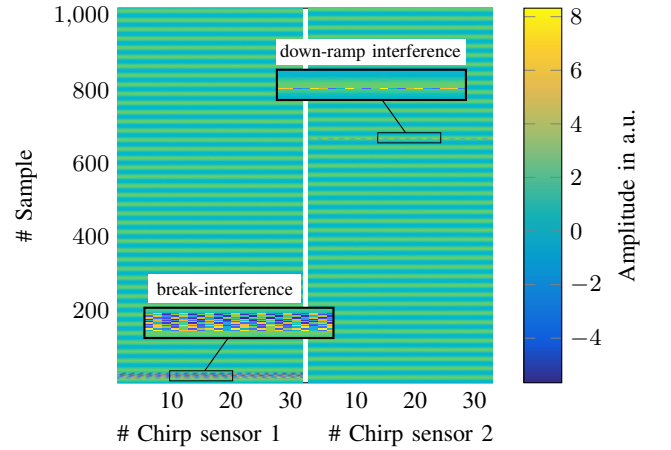 1,000
800
600
400
200
# Sample
down-ramp interference
break-interference
10 20 30 10 20 30
# Chirp sensor 1 # Chirp sensor 2
8
6
4
2
0
−2
−4
Amplitude in a.u.